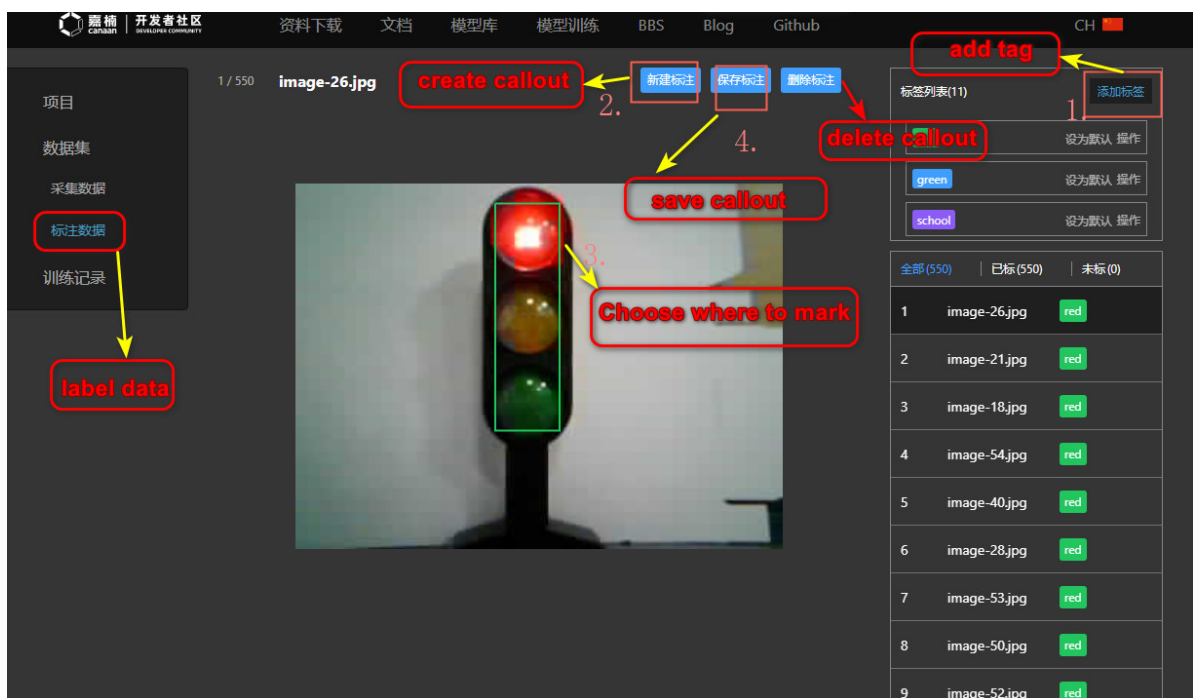 嘉楠 开发者社区
canaan DEVELOPER COMMUNITY
资料下载 文档 模型库 模型训练 BBS Blog Github CH
add tag
1 / 550 image-26.jpg
create callout
新建标注 保存标注 删除标注
2.
4.
标签列表(11) 添加标签
1.
项目
数据集
采集数据
标注数据
训练记录
label data
delete callout
设为默认 操作
green 设为默认 操作
school 设为默认 操作
save callout
3.
Choose where to mark
全部(550) 已标(550) 未标(0)
1 image-26.jpg red
2 image-21.jpg red
3 image-18.jpg red
4 image-54.jpg red
5 image-40.jpg red
6 image-28.jpg red
7 image-53.jpg red
8 image-50.jpg red
9 image-52.jpg red